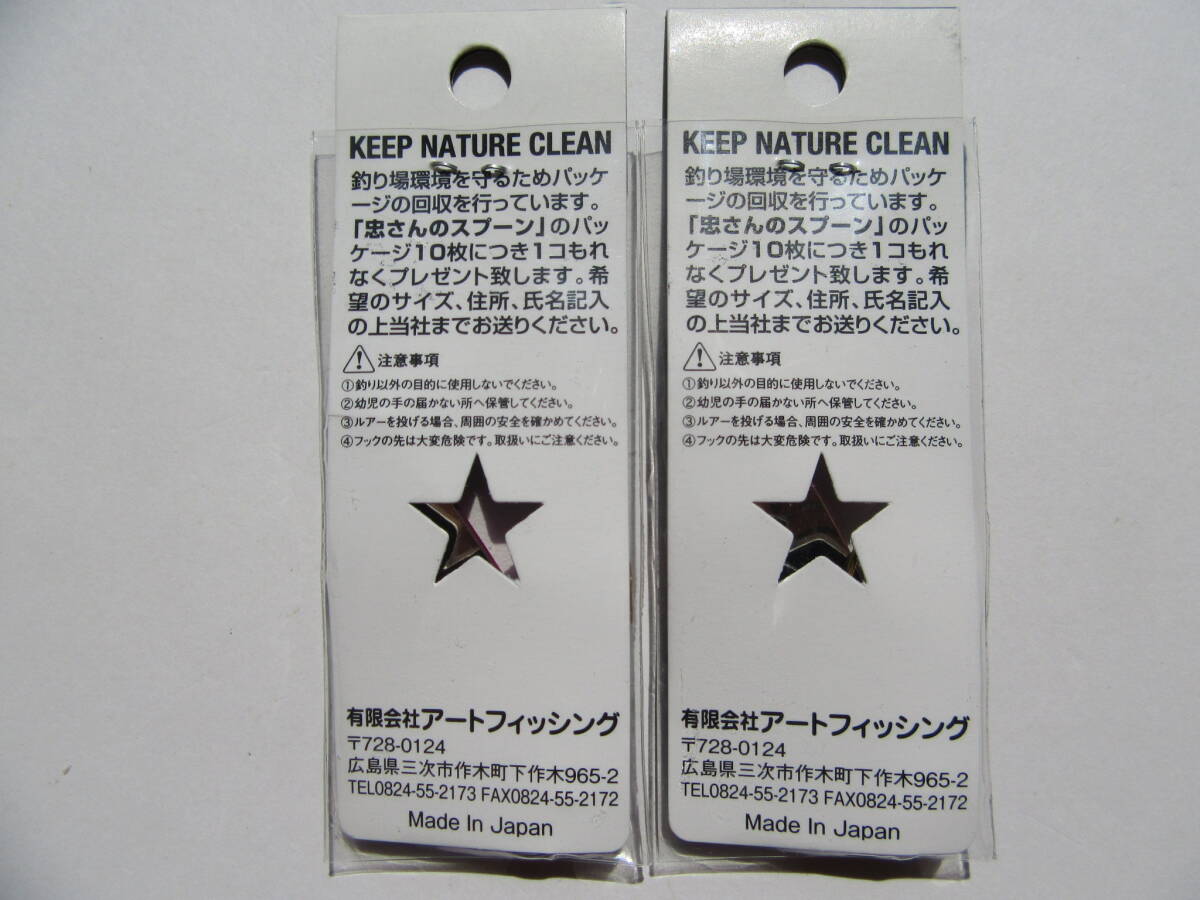 KEEP NATURE CLEAN
釣り場環境を守るためパッケ
ージの回収を行っています。
「忠さんのスプーン」のパッ
ケージ10枚につき1コもれ
なくプレゼント致します。希
望のサイズ、住所、氏名記入
の上当社までお送りください。
注意事項
①釣り以外の目的に使用しないでください。
②幼児の手の届かない所へ保管してください。
③ルアーを投げる場合、周囲の安全を確かめてください。
④フックの先は大変危険です。取扱いにご注意ください。
有限会社アートフィッシング
〒728-0124
広島県三次市作木町下作木965-2
TEL0824-55-2173 FAX0824-55-2172
Made In Japan
KEEP NATURE CLEAN
釣り場環境を守るためパッケ
ージの回収を行っています。
「忠さんのスプーン」のパッ
ケージ10枚につき1コもれ
なくプレゼント致します。希
望のサイズ、住所、氏名記入
の上当社までお送りください。
注意事項
①釣り以外の目的に使用しないでください。
②幼児の手の届かない所へ保管してください。
③ルアーを投げる場合、周囲の安全を確かめてください。
④フックの先は大変危険です。取扱いにご注意ください。
有限会社アートフィッシング
〒728-0124
広島県三次市作木町下作木965-2
TEL0824-55-2173 FAX0824-55-2172
Made In Japan